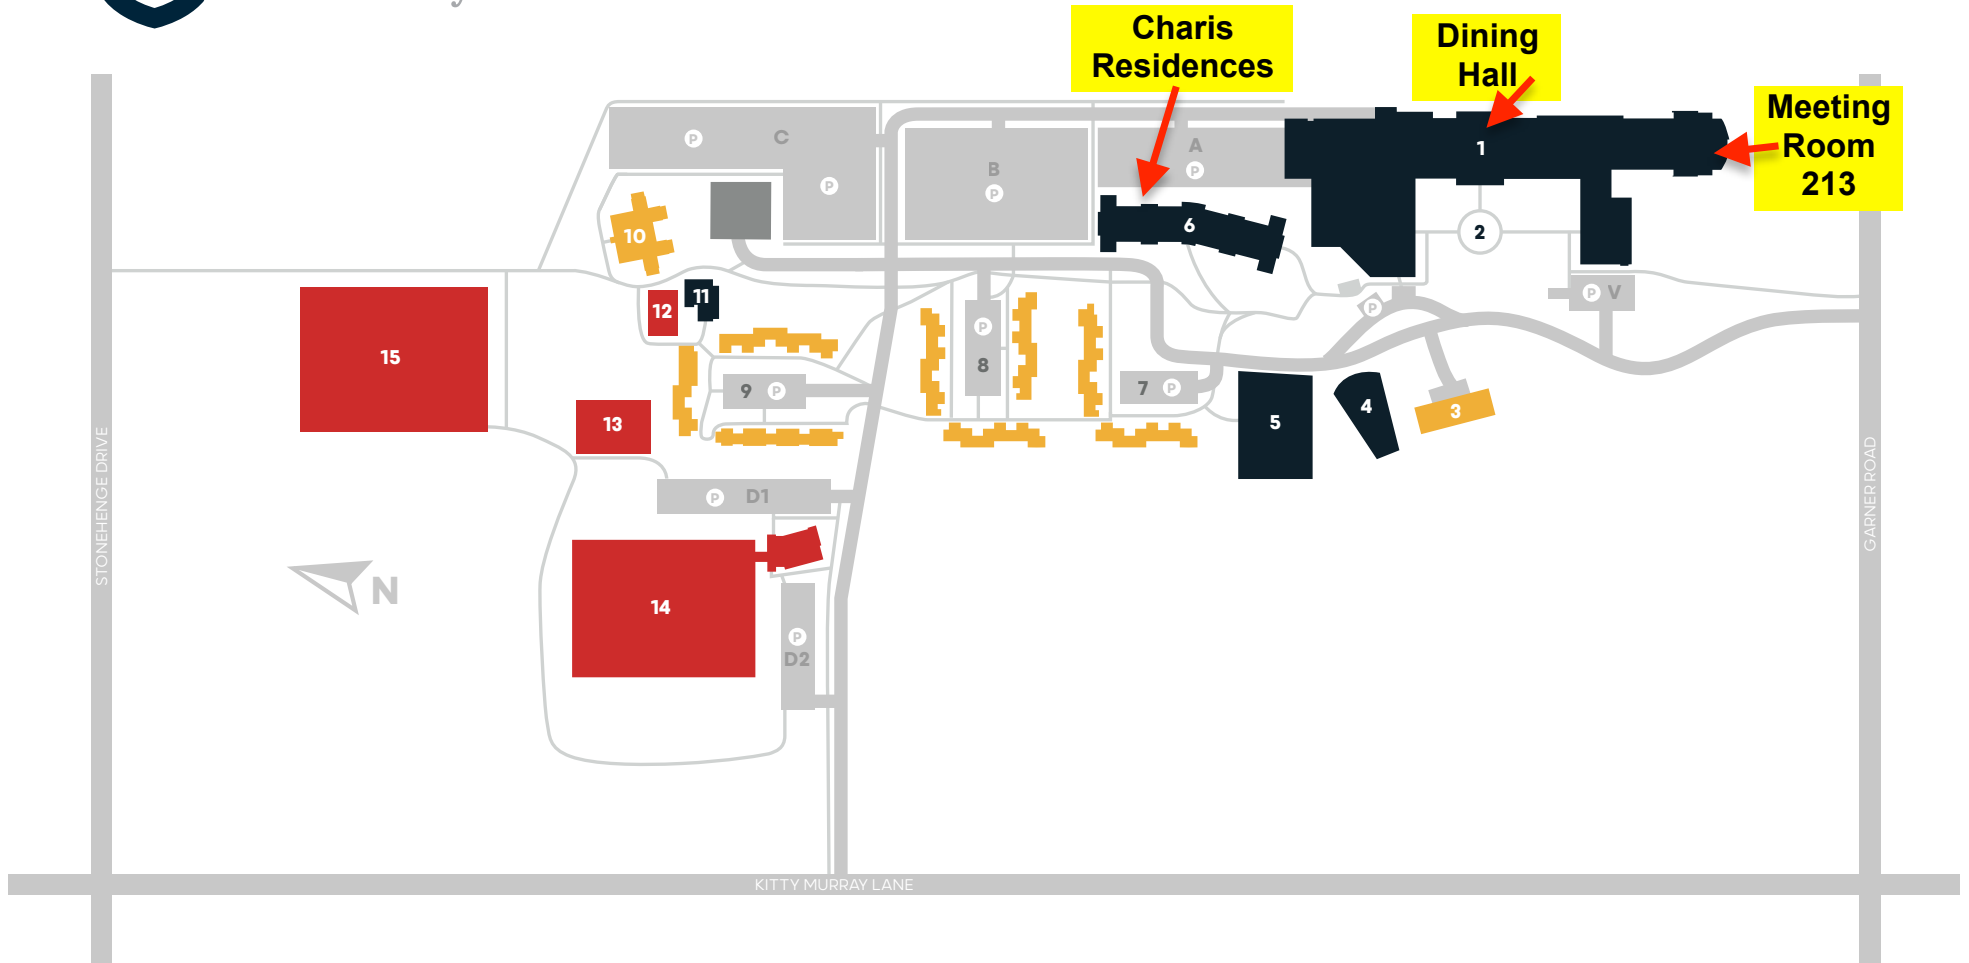 Charis
Residences
Dining
Hall
Meeting
Room
213
C
P
P
B
P
A
P
1
2
6
10
11
12
V
P
P
15
P
8
9
P
7
P
5
4
3
13
P
D1
14
P
D2
N
STONEHENGE DRIVE
GARNER ROAD
KITTY MURRAY LANE